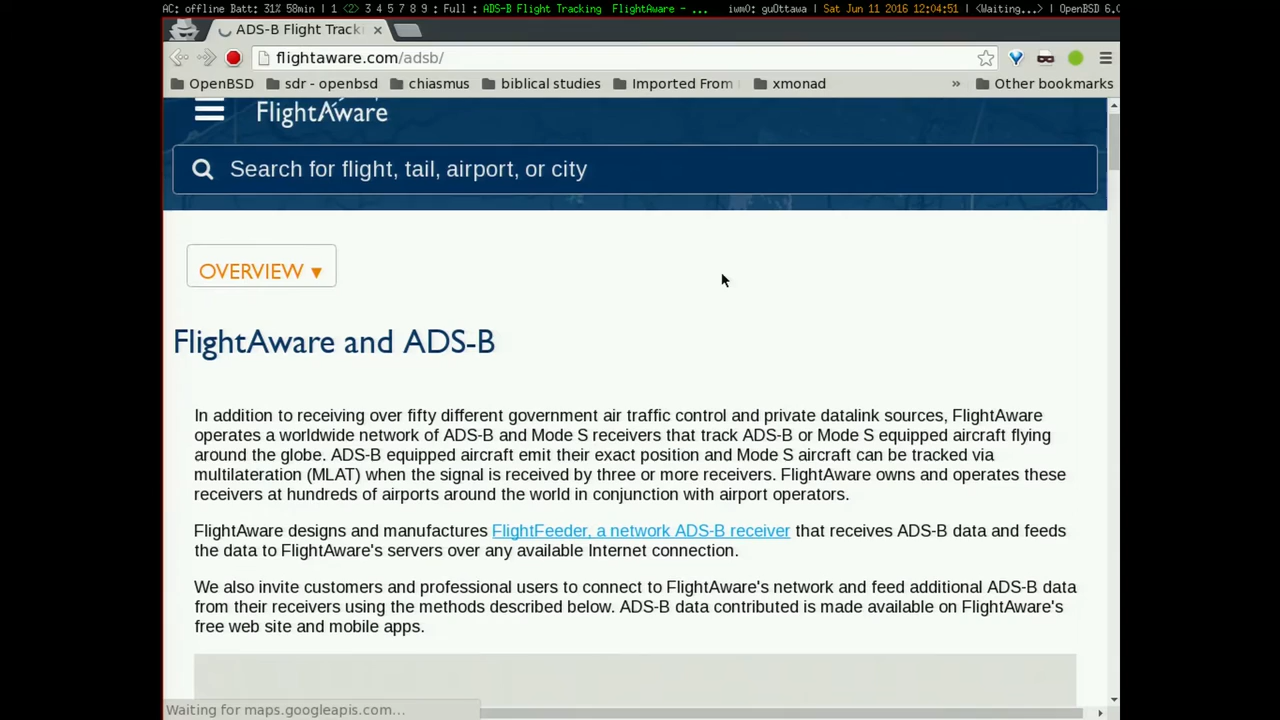 AC: offline Batt: 31% 58min | 1 <2> 3 4 5 7 8 9 : Full : ADS-B Flight Tracking  FlightAware - ... iwm0: guOttawa | Sat Jun 11 2016 12:04:51 | <Waiting...> | OpenBSD 6.
ADS-B Flight Track
flightaware.com/adsb/
OpenBSD sdr - openbsd chiasmus biblical studies Imported From xmonad » Other bookmarks
FlightAware
Search for flight, tail, airport, or city
OVERVIEW ▼
FlightAware and ADS-B
In addition to receiving over fifty different government air traffic control and private datalink sources, FlightAware
operates a worldwide network of ADS-B and Mode S receivers that track ADS-B or Mode S equipped aircraft flying
around the globe. ADS-B equipped aircraft emit their exact position and Mode S aircraft can be tracked via
multilateration (MLAT) when the signal is received by three or more receivers. FlightAware owns and operates these
receivers at hundreds of airports around the world in conjunction with airport operators.
FlightAware designs and manufactures FlightFeeder, a network ADS-B receiver that receives ADS-B data and feeds
the data to FlightAware's servers over any available Internet connection.
We also invite customers and professional users to connect to FlightAware's network and feed additional ADS-B data
from their receivers using the methods described below. ADS-B data contributed is made available on FlightAware's
free web site and mobile apps.
Waiting for maps.googleapis.com...